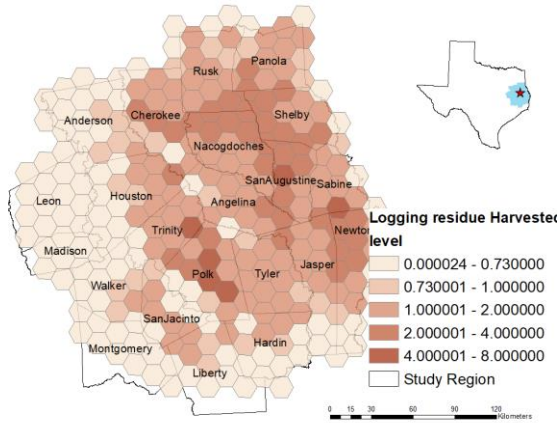 Panola
Rusk
Anderson
Cherokee
Shelby
Nacogdoches
SanAugustine
Sabine
Houston
Angelina
Leon
Trinity
Newton
Madison
Polk
Tyler
Jasper
Walker
SanJacinto
Hardin
Montgomery
Liberty
Logging residue Harvested
level
0.000024 - 0.730000
0.730001 - 1.000000
1.000001 - 2.000000
2.000001 - 4.000000
4.000001 - 8.000000
Study Region
0 15 30 60 90 120
Kilometers